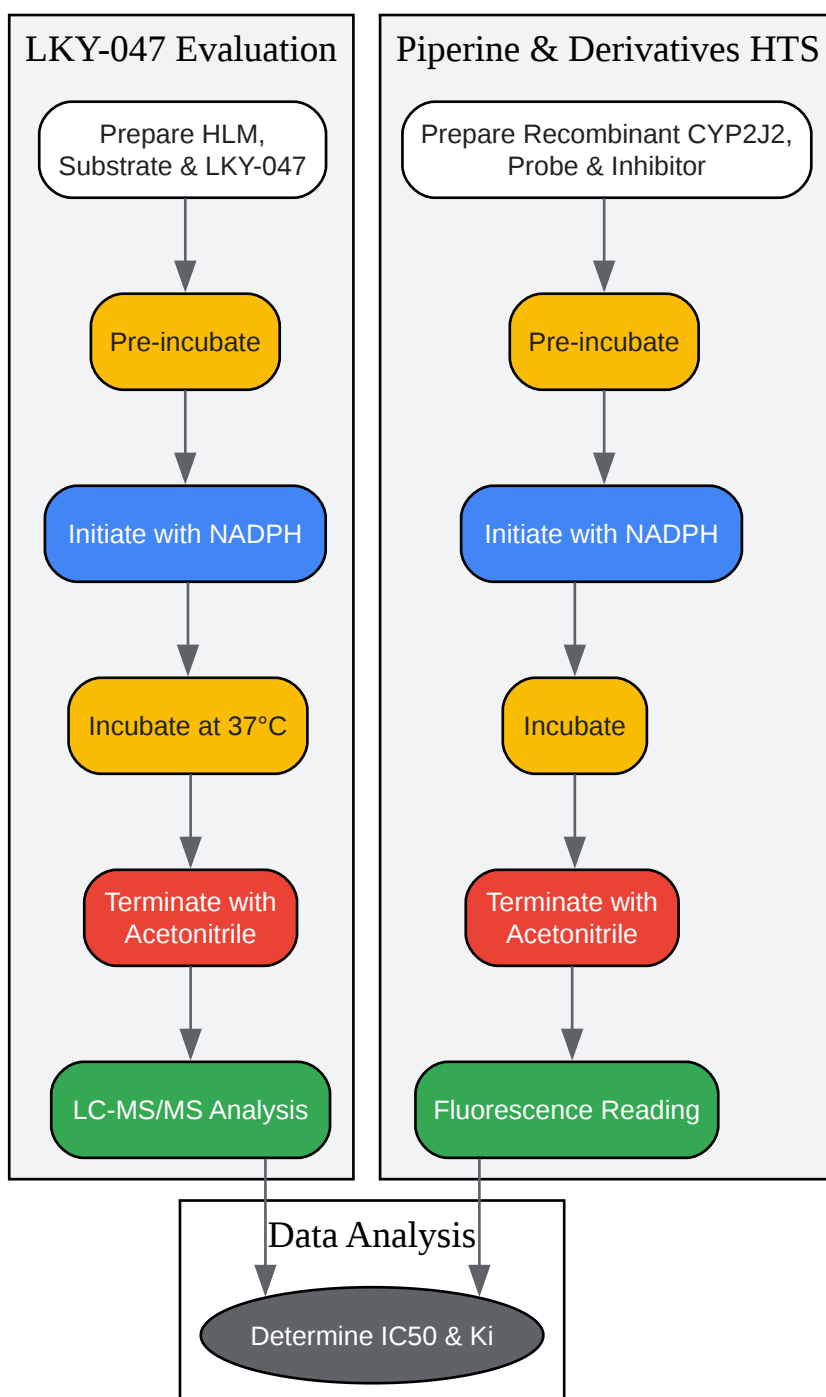 LKY-047 Evaluation
Prepare HLM,
Substrate & LKY-047
Pre-incubate
Initiate with NADPH
Incubate at 37°C
Terminate with
Acetonitrile
LC-MS/MS Analysis
Piperine & Derivatives HTS
Prepare Recombinant CYP2J2,
Probe & Inhibitor
Pre-incubate
Initiate with NADPH
Incubate
Terminate with
Acetonitrile
Fluorescence Reading
Data Analysis
Determine IC50 & Ki